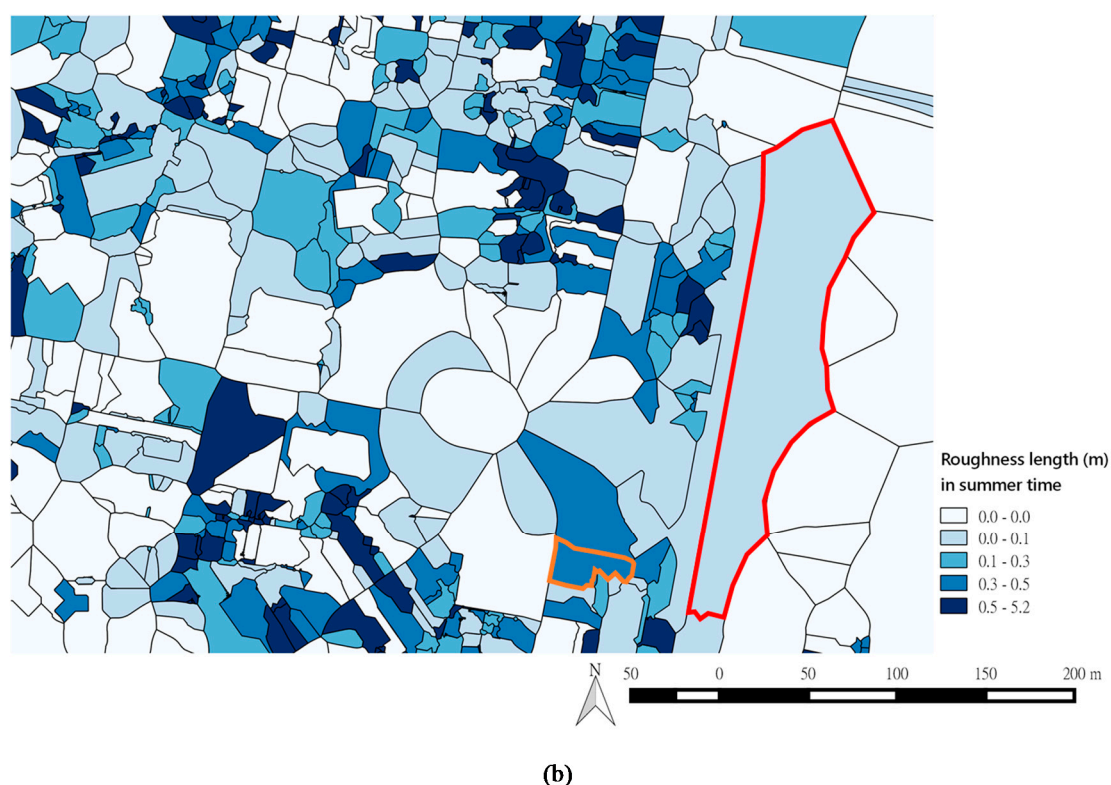 Roughness length (m)
in summer time
0.0 - 0.0
0.0 - 0.1
0.1 - 0.3
0.3 - 0.5
0.5 - 5.2
N
50 0 50 100 150 200 m
(b)